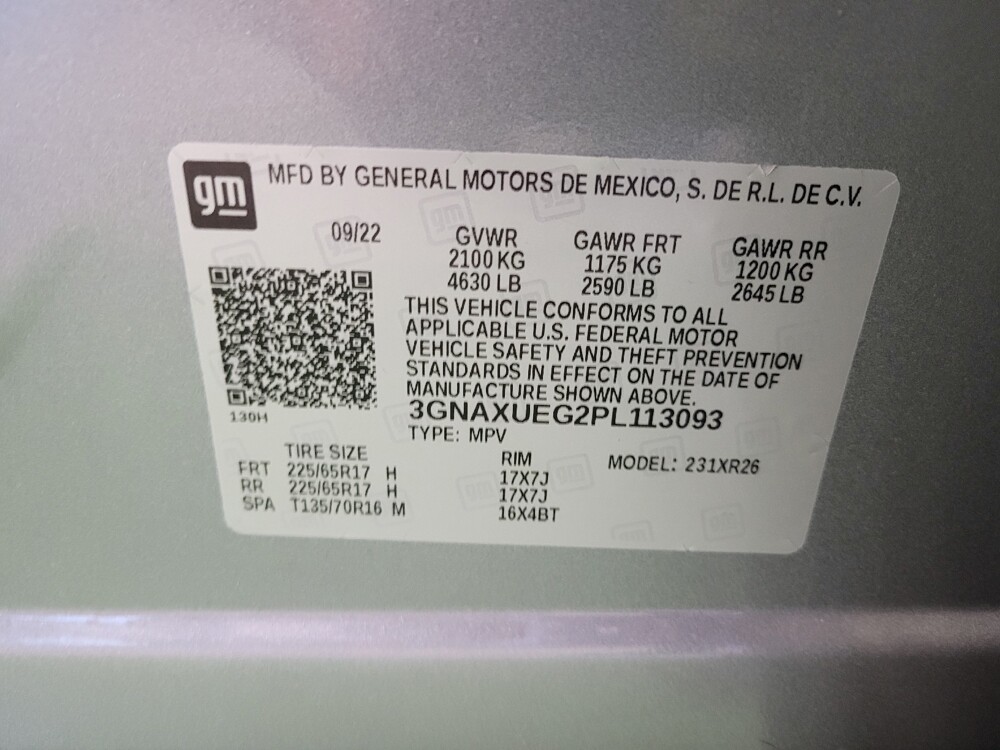 gm
MFD BY GENERAL MOTORS DE MEXICO, S. DE R.L. DE C.V.
09/22 GVWR GAWR FRT GAWR RR
2100 KG 1175 KG 1200 KG
4630 LB 2590 LB 2645 LB
THIS VEHICLE CONFORMS TO ALL
APPLICABLE U.S. FEDERAL MOTOR
VEHICLE SAFETY AND THEFT PREVENTION
STANDARDS IN EFFECT ON THE DATE OF
MANUFACTURE SHOWN ABOVE.
130H
3GNAXUEG2PL113093
TYPE: MPV
TIRE SIZE RIM MODEL: 231XR26
FRT 225/65R17 H 17X7J
RR 225/65R17 H 17X7J
SPA T135/70R16 M 16X4BT